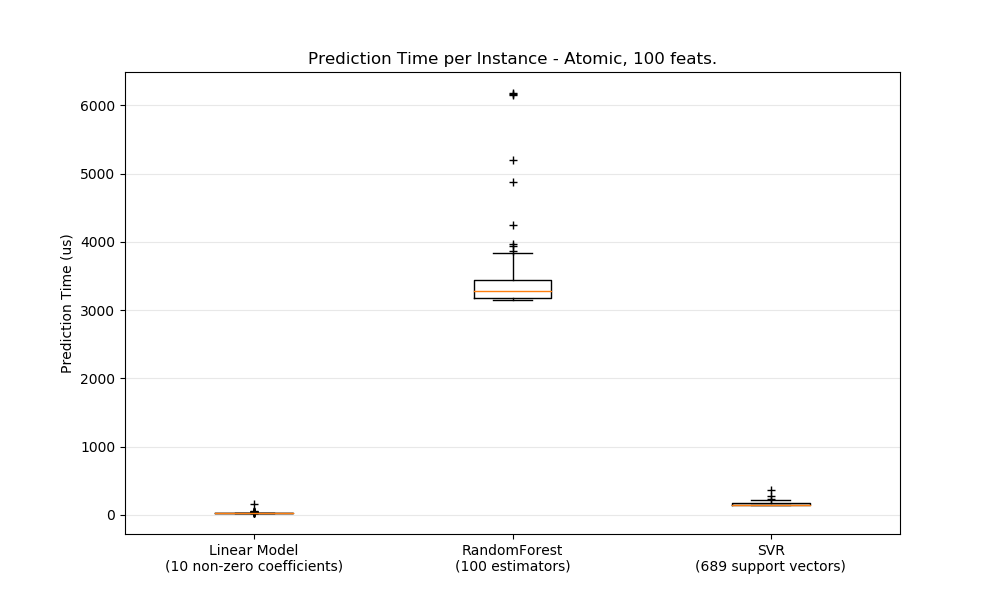 Prediction Time per Instance - Atomic, 100 feats.
Prediction Time (us)
6000
5000
4000
3000
2000
1000
0
Linear Model
(10 non-zero coefficients)
RandomForest
(100 estimators)
SVR
(689 support vectors)